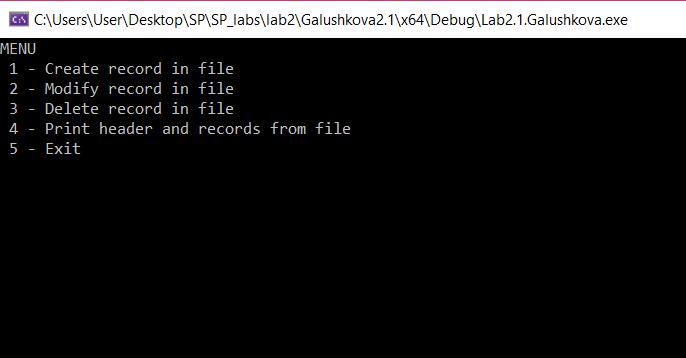 C:\Users\User\Desktop\SP\SP_labs\lab2\Galushkova2.1\x64\Debug\Lab2.1.Galushkova.exe
MENU
1 - Create record in file
2 - Modify record in file
3 - Delete record in file
4 - Print header and records from file
5 - Exit